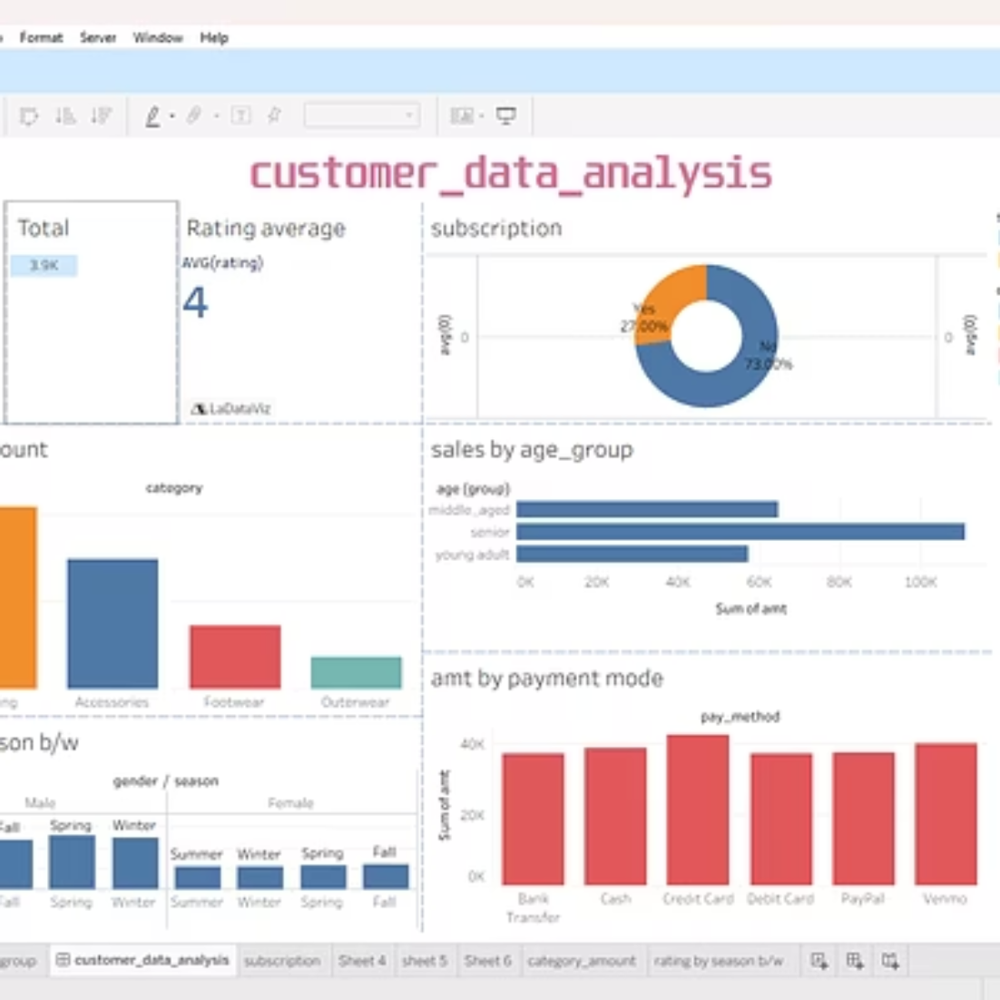 Format Server Window Help
customer_data_analysis
Total
3.9K
Rating average
AVG(rating)
4
LaDataViz
subscription
avg(0)
0
Yes
27.00%
No
73.00%
0
avg(0)
ount
category
ng Accessories Footwear Outerwear
sales by age_group
age (group)
middle_aged
senior
young adult
0K 20K 40K 60K 80K 100K
Sum of amt
son b/w
gender / season
Male Female
Fall Spring Winter Summer Winter Spring Fall
Fall Spring Winter Summer Winter Spring Fall
amt by payment mode
pay_method
Sum of amt
40K
20K
0K
Bank Transfer Cash Credit Card Debit Card PayPal Venmo
group customer_data_analysis subscription Sheet 4 sheet 5 Sheet 6 category_amount rating by season b/w